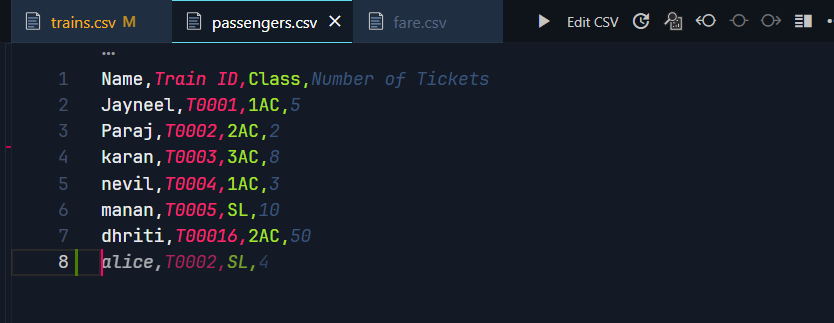 trains.csv M passengers.csv fare.csv Edit CSV
1 Name,Train ID,Class,Number of Tickets
2 Jayneel,T0001,1AC,5
3 Paraj,T0002,2AC,2
4 karan,T0003,3AC,8
5 nevil,T0004,1AC,3
6 manan,T0005,SL,10
7 dhriti,T00016,2AC,50
8 alice,T0002,SL,4